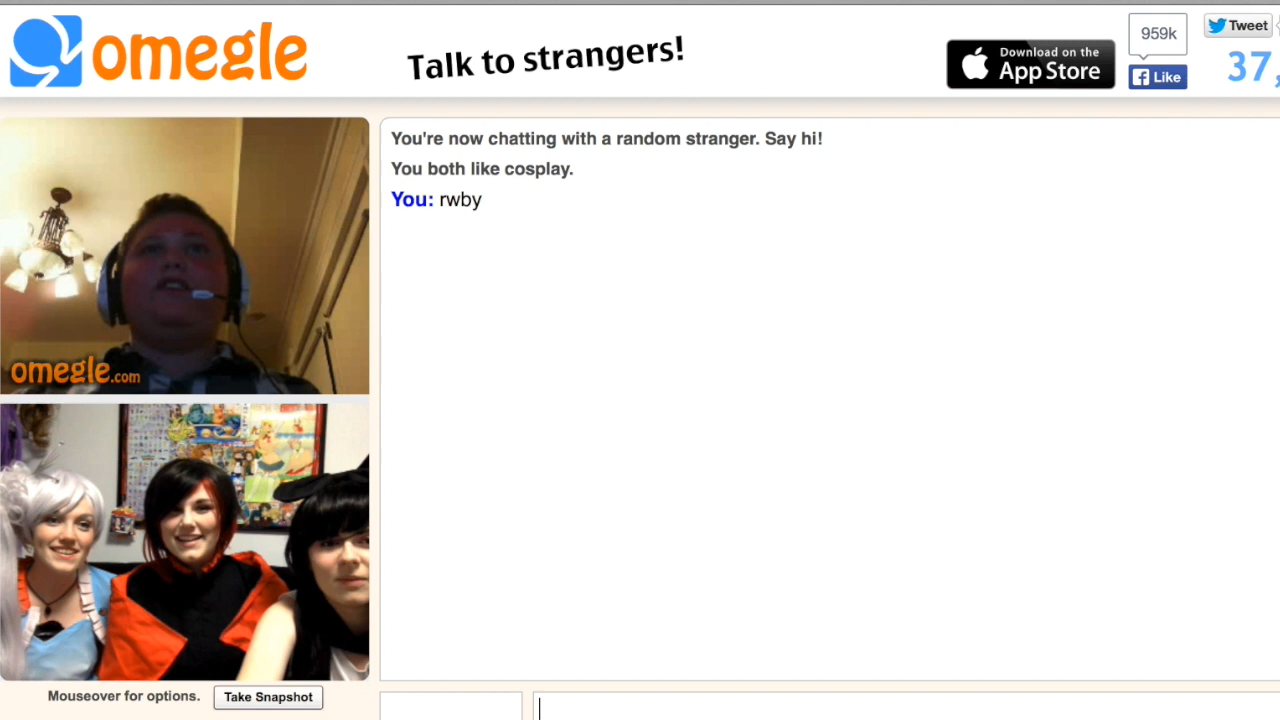 omegle
Talk to strangers!
Download on the
App Store
959k
Like
Tweet
37,
You're now chatting with a random stranger. Say hi!
You both like cosplay.
You: rwby
omegle.com
Mouseover for options.
Take Snapshot